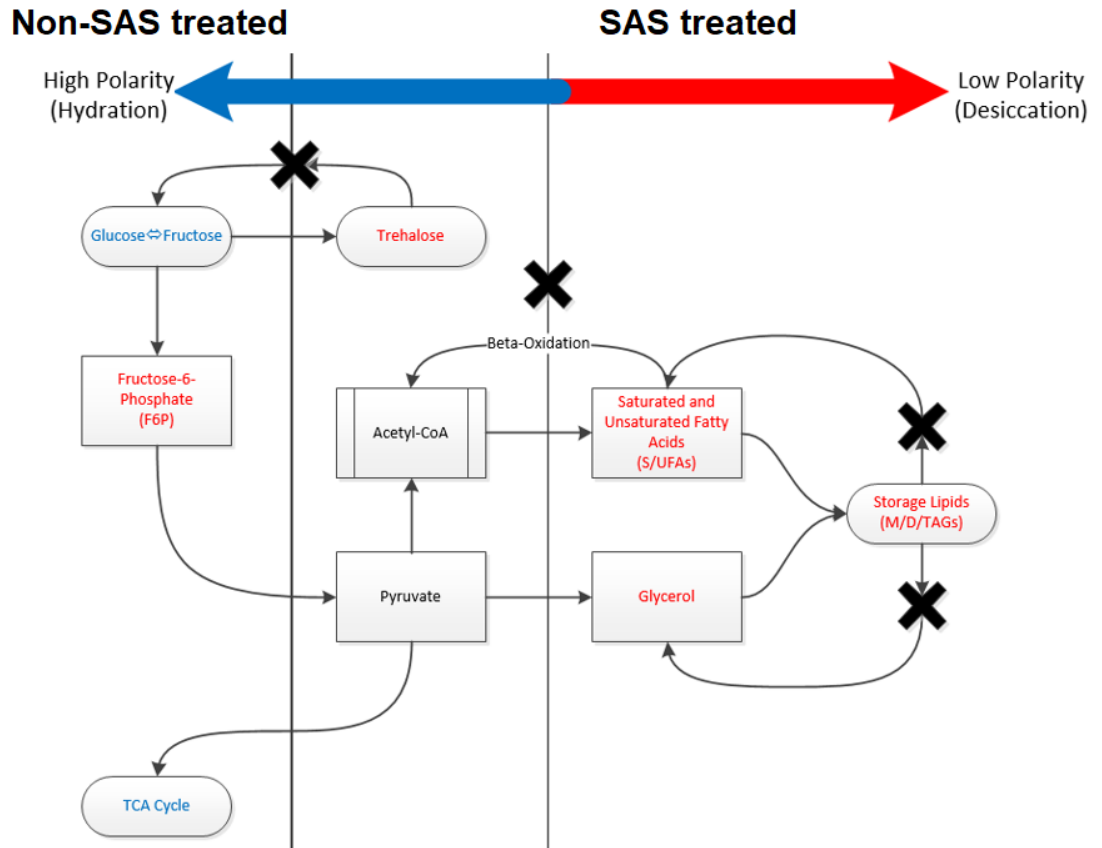 Non-SAS treated
SAS treated
High Polarity
(Hydration)
Low Polarity
(Desiccation)
Glucose⇔Fructose
Trehalose
Beta-Oxidation
Fructose-6-
Phosphate
(F6P)
Acetyl-CoA
Saturated and
Unsaturated Fatty
Acids
(S/UFAs)
Storage Lipids
(M/D/TAGs)
Pyruvate
Glycerol
TCA Cycle